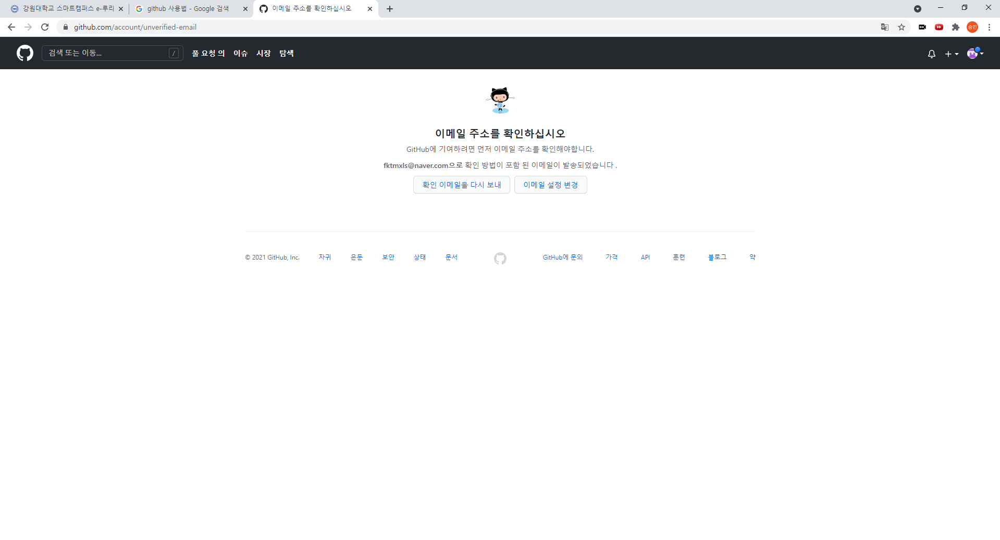 강원대학교 스마트캠퍼스 e-루리
github 사용법 - Google 검색
이메일 주소를 확인하십시오
github.com/account/unverified-email
승민
검색 또는 이동...
/
풀 요청 의
이슈
시장
탐색
이메일 주소를 확인하십시오
GitHub에 기여하려면 먼저 이메일 주소를 확인해야합니다.
fktmxls@naver.com으로 확인 방법이 포함 된 이메일이 발송되었습니다 .
확인 이메일을 다시 보내
이메일 설정 변경
© 2021 GitHub, Inc.
자귀
은둔
보안
상태
문서
GitHub에 문의
가격
API
훈련
블로그
약